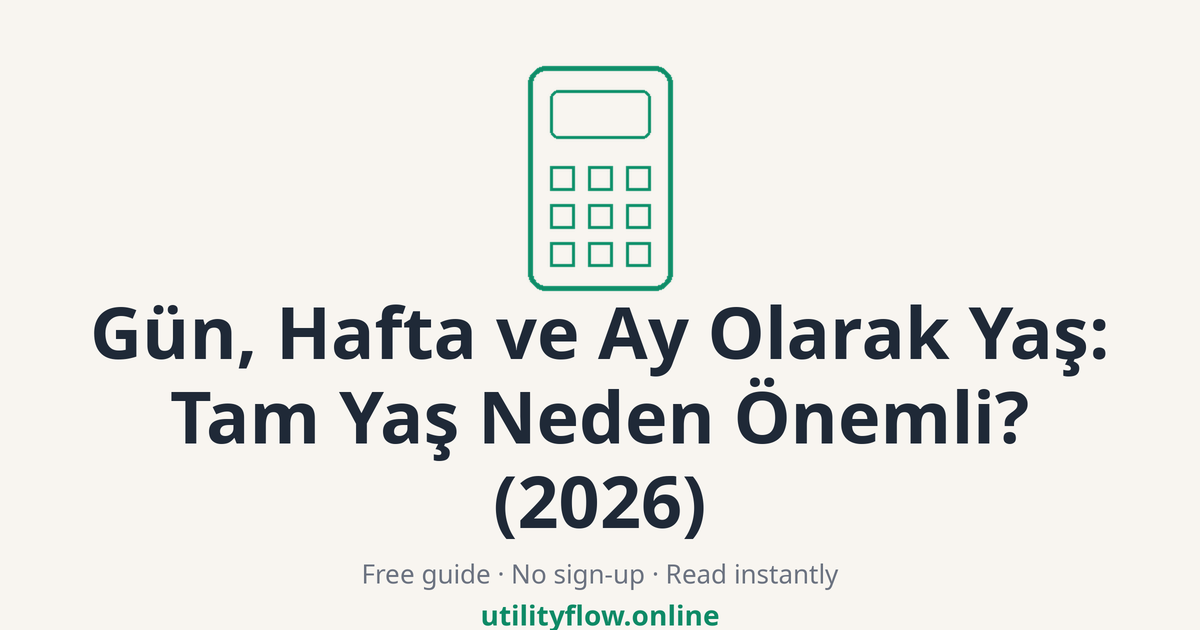 Gün, Hafta ve Ay Olarak Yaş:
Tam Yaş Neden Önemli?
(2026)
Free guide · No sign-up · Read instantly
utilityflow.online